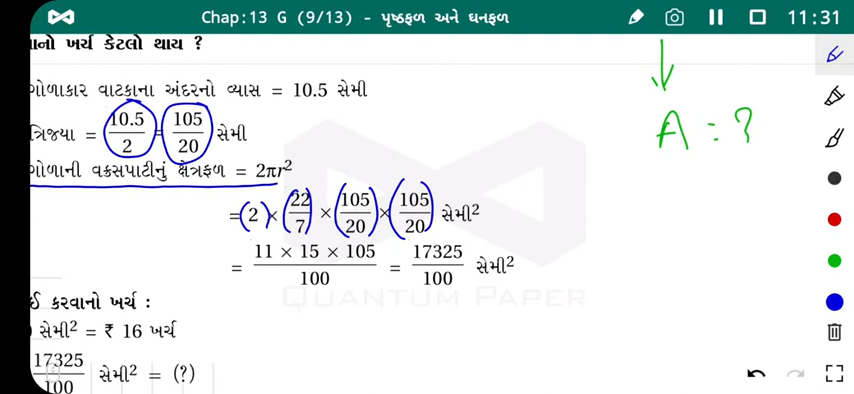 Chap:13 G (9/13) - પૃષ્ઠફળ અને ઘનફળ
11:31
વાનો ખર્ચ કેટલો થાય ?
ગોળાકાર વાટકાના અંદરનો વ્યાસ = 10.5 સેમી
ત્રિજ્યા = 10.5/2 = 105/20 સેમી
ગોળાની વક્રસપાટીનું ક્ષેત્રફળ = 2πr²
= (2) × (22/7) × (105/20) × (105/20) સેમી²
= 11 × 15 × 105/100 = 17325/100 સેમી²
A = ?
QUANTUM PAPER
ઈ કરવાનો ખર્ચ :
સેમી² = ₹ 16 ખર્ચ
17325/100 સેમી² = (?)